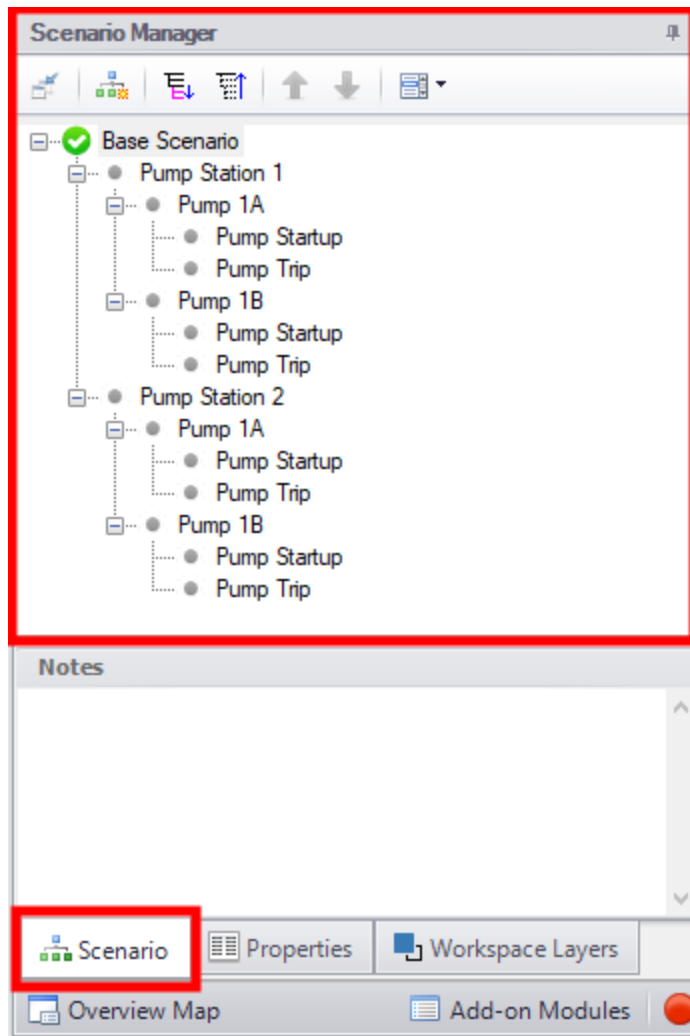 Scenario Manager
Base Scenario
Pump Station 1
Pump 1A
Pump Startup
Pump Trip
Pump 1B
Pump Startup
Pump Trip
Pump Station 2
Pump 1A
Pump Startup
Pump Trip
Pump 1B
Pump Startup
Pump Trip
Notes
Scenario Properties Workspace Layers
Overview Map Add-on Modules